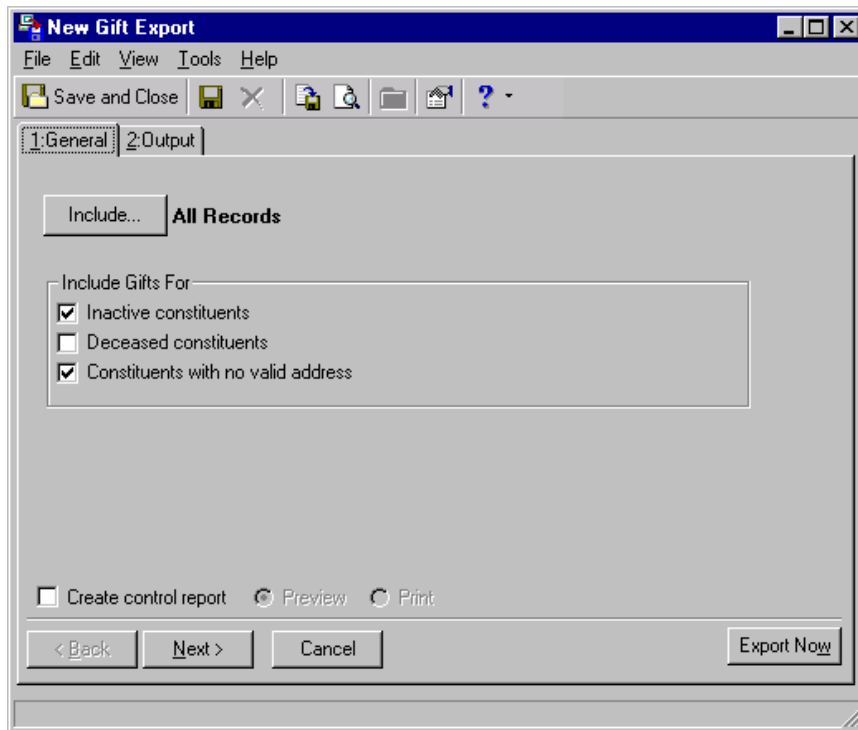 New Gift Export
File Edit View Tools Help
Save and Close ?
1:General 2:Output
Include... All Records
Include Gifts For
Inactive constituents
Deceased constituents
Constituents with no valid address
Create control report Preview Print
< Back Next > Cancel Export Now